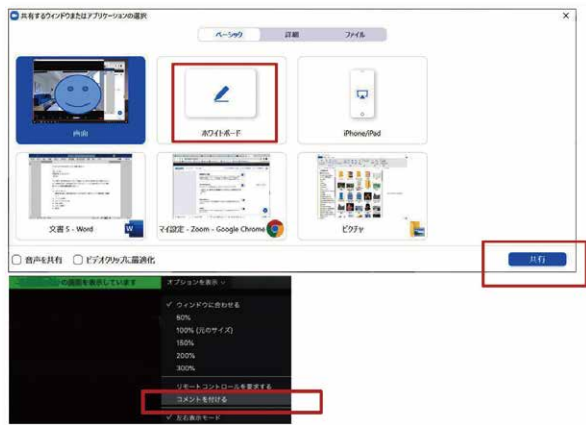 共有するウィンドウまたはアプリケーションの選択
ベーシック 詳細 ファイル
画面 ホワイトボード iPhone/iPad
文書 5 - Word マイ設定 - Zoom - Google Chrome ピクチャ
音声を共有 ビデオクリップに最適化 共有
の画面を表示しています オプションを表示
ウィンドウに合わせる
50%
100% (元のサイズ)
150%
200%
300%
リモートコントロールを要求する
コメントを付ける
左右表示モード